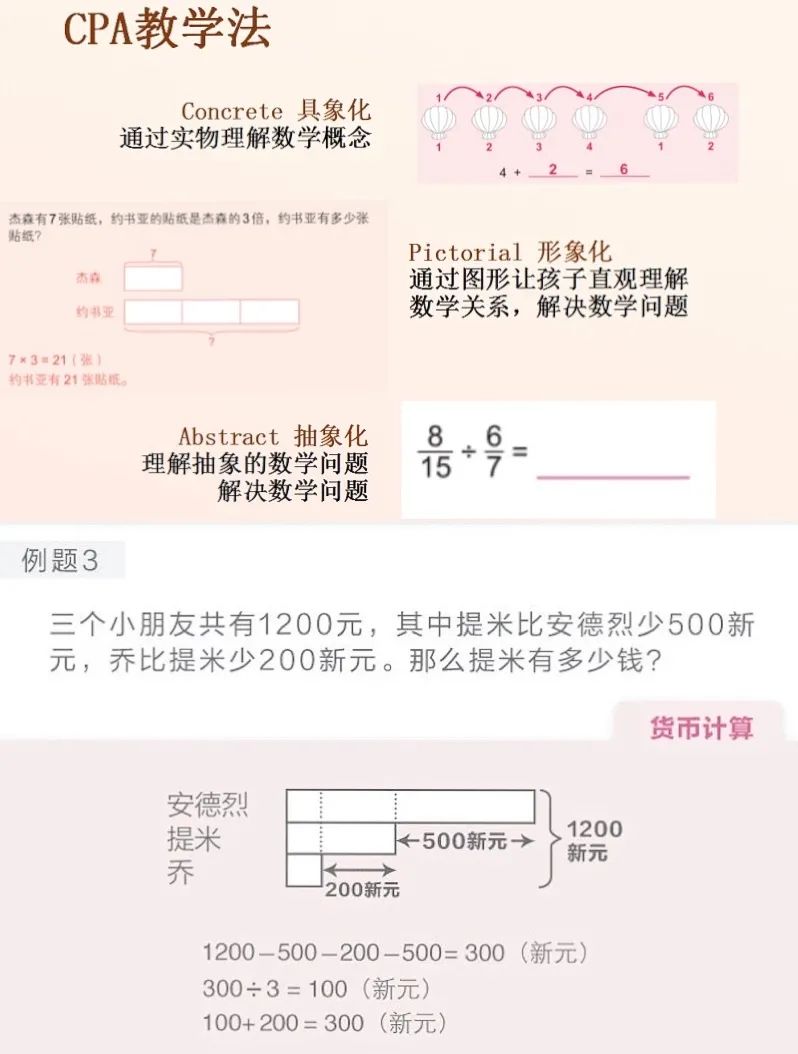 CPA教学法
Concrete 具象化
通过实物理解数学概念
1 2 3 4 5 6
1 2 3 4 1 2
4 + 2 = 6
杰森有7张贴纸，约书亚的贴纸是杰森的3倍，约书亚有多少张
贴纸？
7
杰森
约书亚
?
7 × 3 = 21（张）
约书亚有 21 张贴纸。
Pictorial 形象化
通过图形让孩子直观理解
数学关系，解决数学问题
Abstract 抽象化
理解抽象的数学问题
解决数学问题
8/15 ÷ 6/7 =
例题3
三个小朋友共有1200元，其中提米比安德烈少500新
元，乔比提米少200新元。那么提米有多少钱？
货币计算
安德烈
提米
乔
500新元
200新元
1200
新元
1200－500－200－500= 300（新元）
300÷3 = 100（新元）
100+200 = 300（新元）